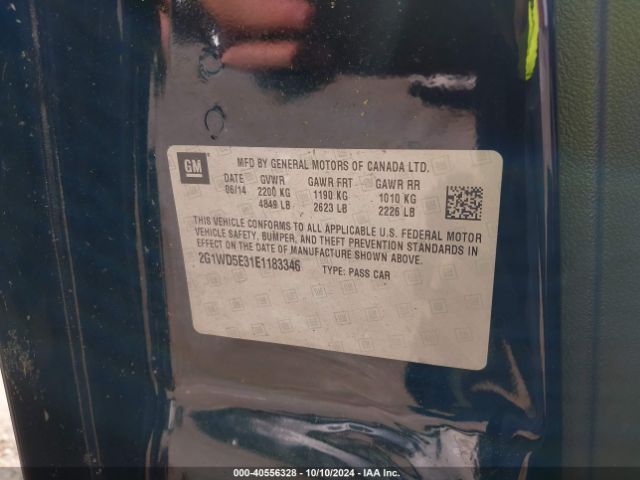 GM
MFD BY GENERAL MOTORS OF CANADA LTD.
DATE GVWR GAWR FRT GAWR RR
06/14 2200 KG 1190 KG 1010 KG
4849 LB 2623 LB 2226 LB
THIS VEHICLE CONFORMS TO ALL APPLICABLE U.S. FEDERAL MOTOR
VEHICLE SAFETY, BUMPER, AND THEFT PREVENTION STANDARDS IN
EFFECT ON THE DATE OF MANUFACTURE SHOWN ABOVE.
2G1WD5E31E1183346 TYPE: PASS CAR
000-40556328 - 10/10/2024 - IAA Inc.